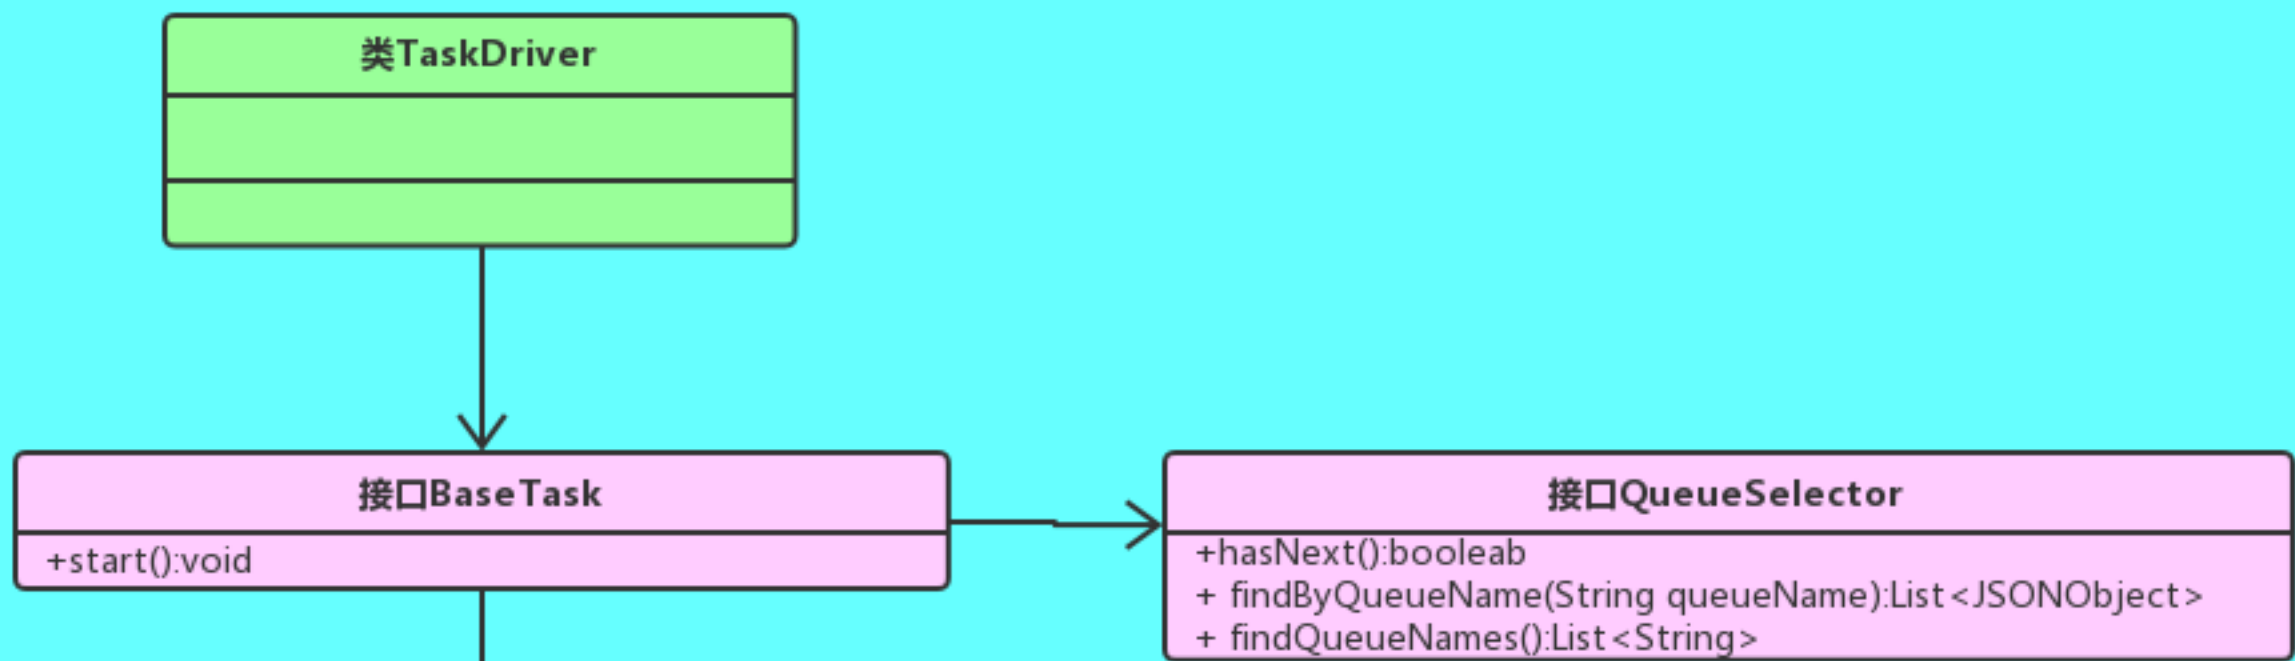 类TaskDriver
接口BaseTask
+start():void
接口QueueSelector
+hasNext():booleab
+ findByQueueName(String queueName):List<JSONObject>
+ findQueueNames():List<String>